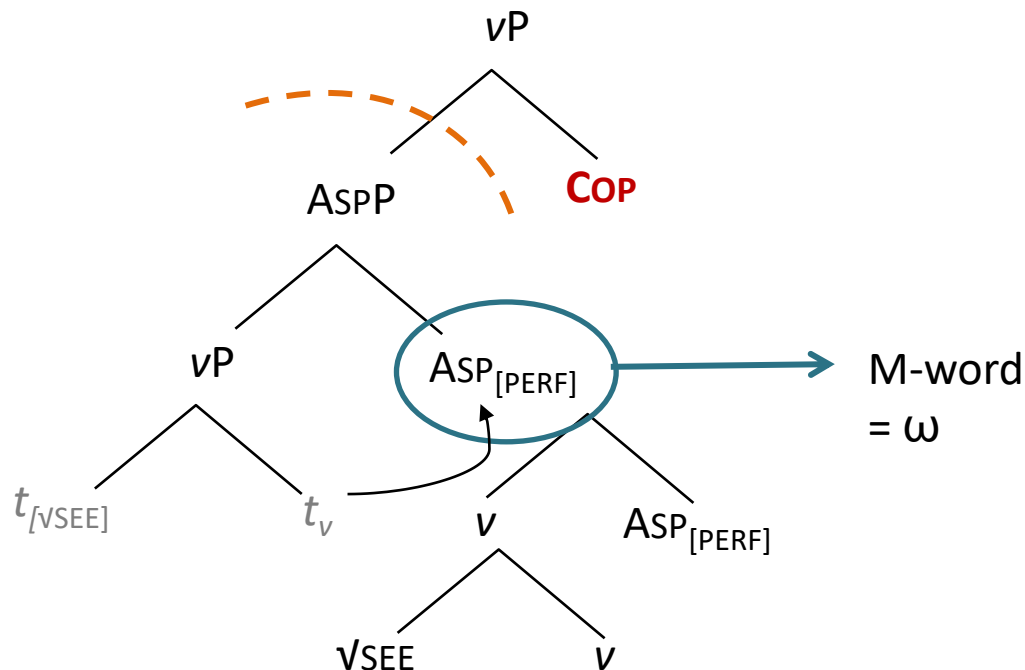 vP
AspP
Cop
vP
Asp[PERF]
M-word
= ω
t[√SEE]
tv
v
Asp[PERF]
√SEE
v